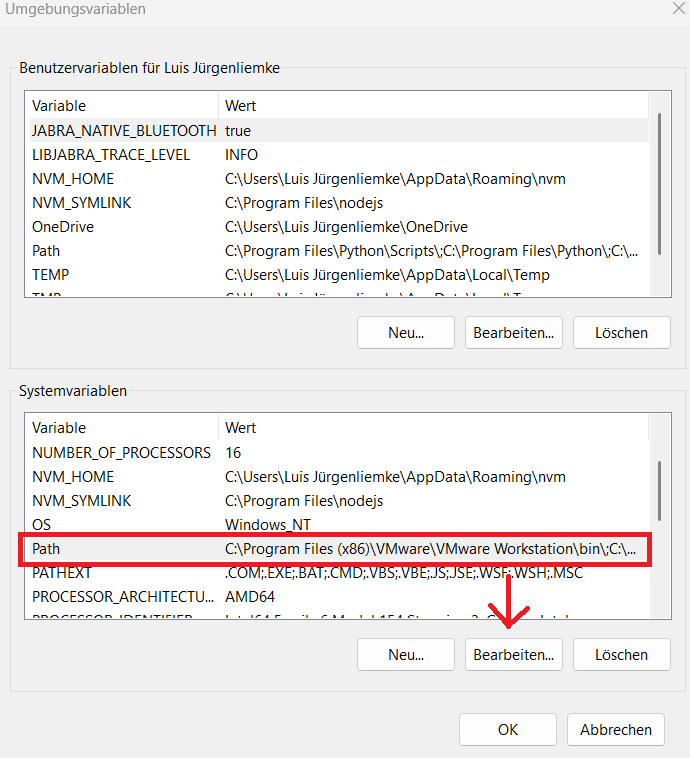 Umgebungsvariablen
Benutzervariablen für Luis Jürgenliemke
Variable Wert
JABRA_NATIVE_BLUETOOTH true
LIBJABRA_TRACE_LEVEL INFO
NVM_HOME C:\Users\Luis Jürgenliemke\AppData\Roaming\nvm
NVM_SYMLINK C:\Program Files\nodejs
OneDrive C:\Users\Luis Jürgenliemke\OneDrive
Path C:\Program Files\Python\Scripts\;C:\Program Files\Python\;C:\...
TEMP C:\Users\Luis Jürgenliemke\AppData\Local\Temp
Neu... Bearbeiten... Löschen
Systemvariablen
Variable Wert
NUMBER_OF_PROCESSORS 16
NVM_HOME C:\Users\Luis Jürgenliemke\AppData\Roaming\nvm
NVM_SYMLINK C:\Program Files\nodejs
OS Windows_NT
Path C:\Program Files (x86)\VMware\VMware Workstation\bin\;C:\...
PATHEXT .COM;.EXE;.BAT;.CMD;.VBS;.VBE;.JS;.JSE;.WSF;.WSH;.MSC
PROCESSOR_ARCHITECTU... AMD64
Neu... Bearbeiten... Löschen
OK Abbrechen